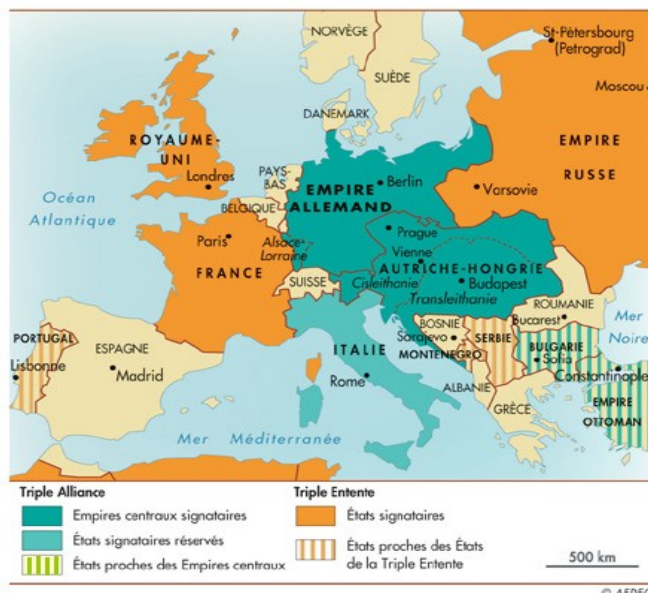 NORVÈGE
SUÈDE
St-Pétersbourg
(Petrograd)
Moscou
DANEMARK
ROYAUME-
UNI
Londres
PAYS-
BAS
BELGIQUE
EMPIRE
ALLEMAND
Berlin
EMPIRE
RUSSE
Varsovie
Océan
Atlantique
Paris
FRANCE
Alsace-
Lorraine
Prague
Vienne
AUTRICHE-HONGRIE
Cisleithanie
Budapest
Transleithanie
SUISSE
ROUMANIE
Bucarest
Mer
Noire
PORTUGAL
Lisbonne
ESPAGNE
Madrid
ITALIE
Rome
BOSNIE
Sarajevo
SERBIE
MONTENEGRO
BULGARIE
Sofia
Constantinople
ALBANIE
GRÈCE
EMPIRE
OTTOMAN
Mer Méditerranée
Triple Alliance
Empires centraux signataires
États signataires réservés
États proches des Empires centraux
Triple Entente
États signataires
États proches des États
de la Triple Entente
500 km